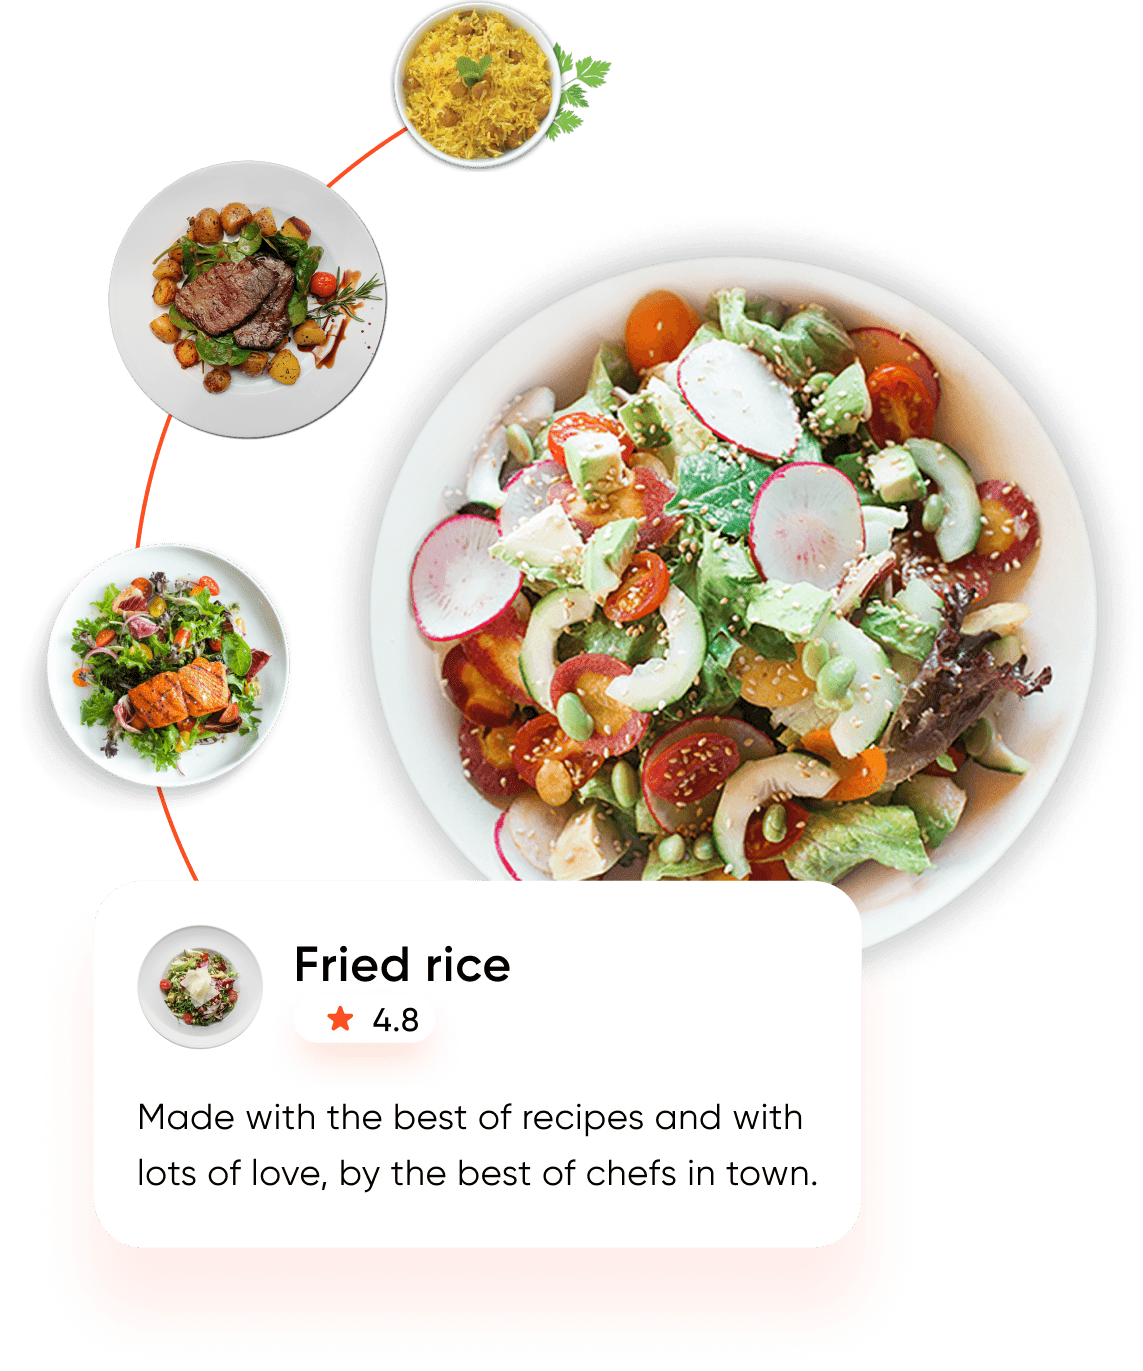 Fried rice
4.8
Made with the best of recipes and with
lots of love, by the best of chefs in town.